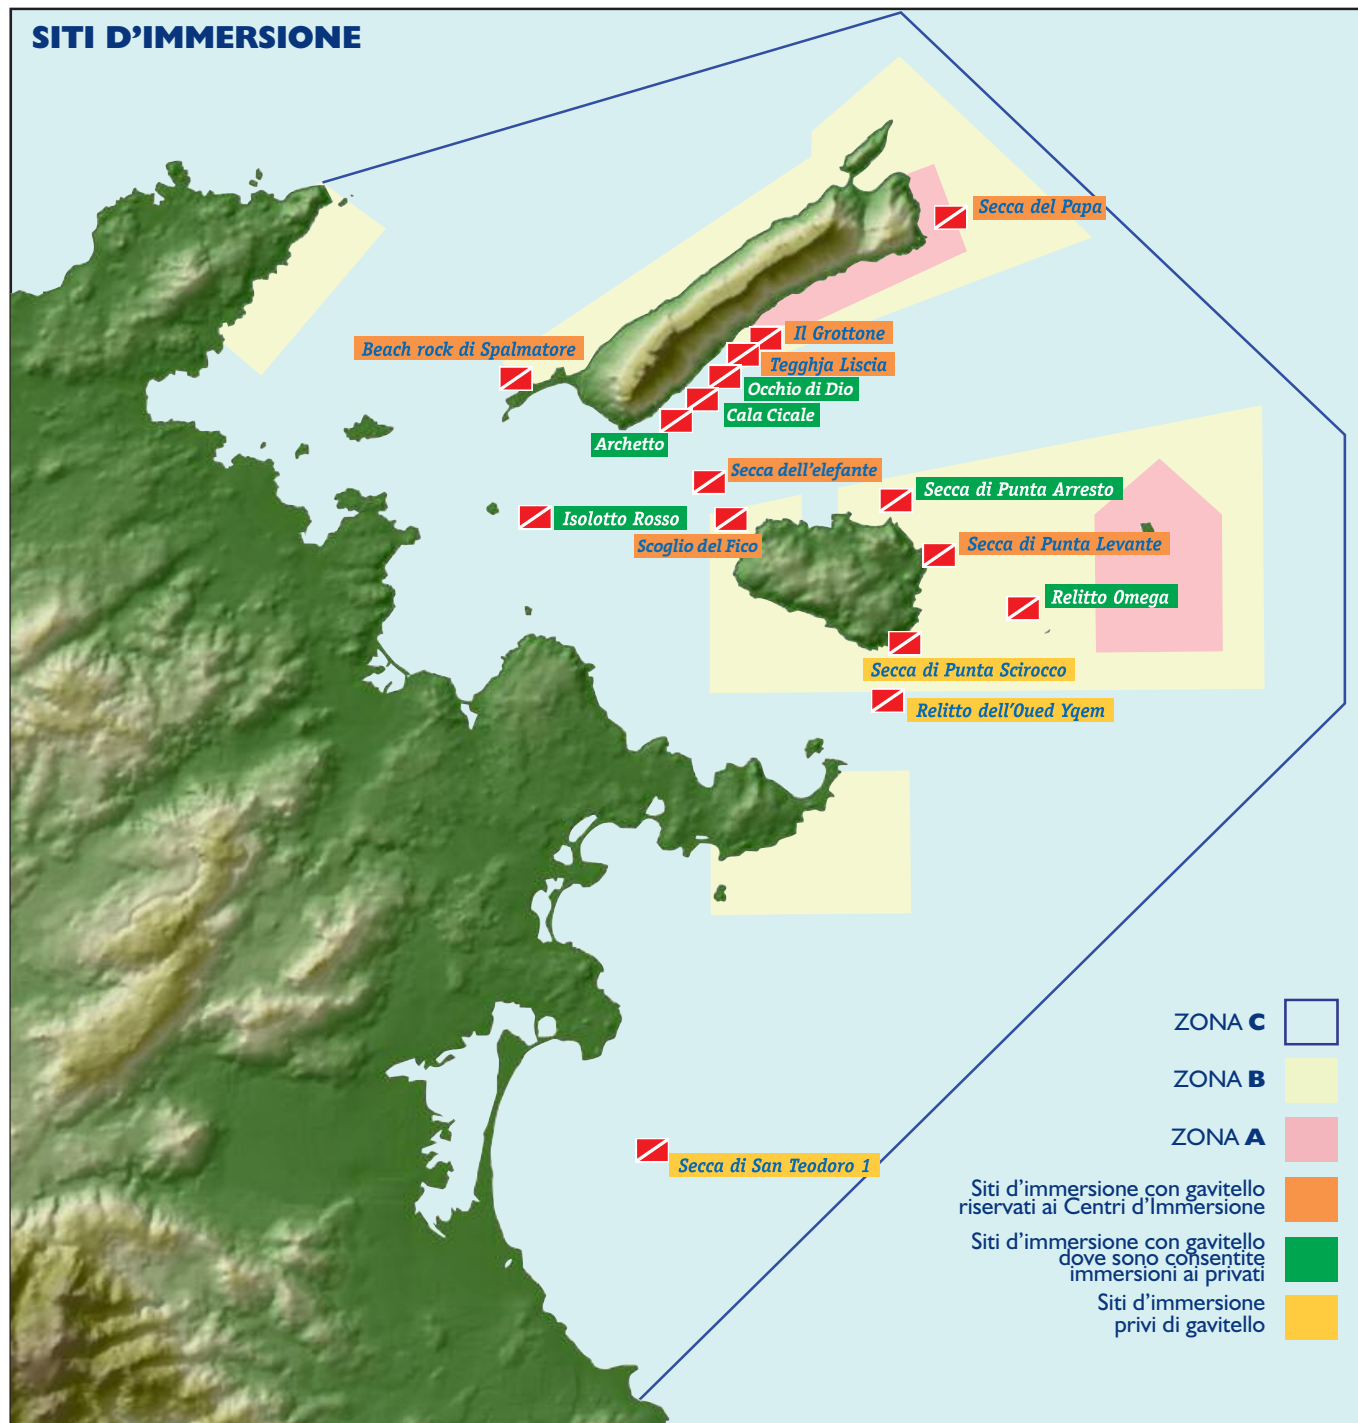 SITI D'IMMERSIONE
Secca del Papa
Il Grottone
Beach rock di Spalmatore
Tegghja Liscia
Occhio di Dio
Cala Cicale
Archetto
Secca dell'elefante
Secca di Punta Arresto
Isolotto Rosso
Scoglio del Fico
Secca di Punta Levante
Relitto Omega
Secca di Punta Scirocco
Relitto dell'Oued Yqem
ZONA C
ZONA B
ZONA A
Secca di San Teodoro 1
Siti d'immersione con gavitello
riservati ai Centri d'Immersione
Siti d'immersione con gavitello
dove sono consentite
immersioni ai privati
Siti d'immersione
privi di gavitello